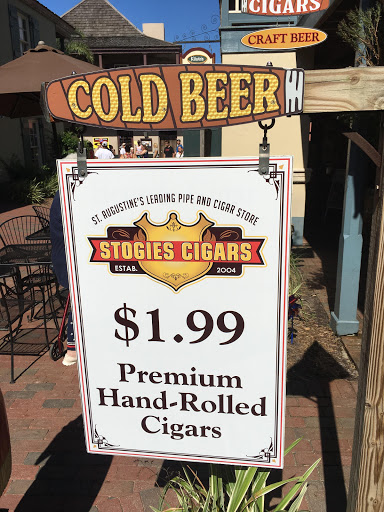 CIGARS
CRAFT BEER
COLD BEER
ST. AUGUSTINE'S LEADING PIPE AND CIGAR STORE
STOGIES CIGARS
ESTAB. 2004
$1.99
Premium
Hand-Rolled
Cigars